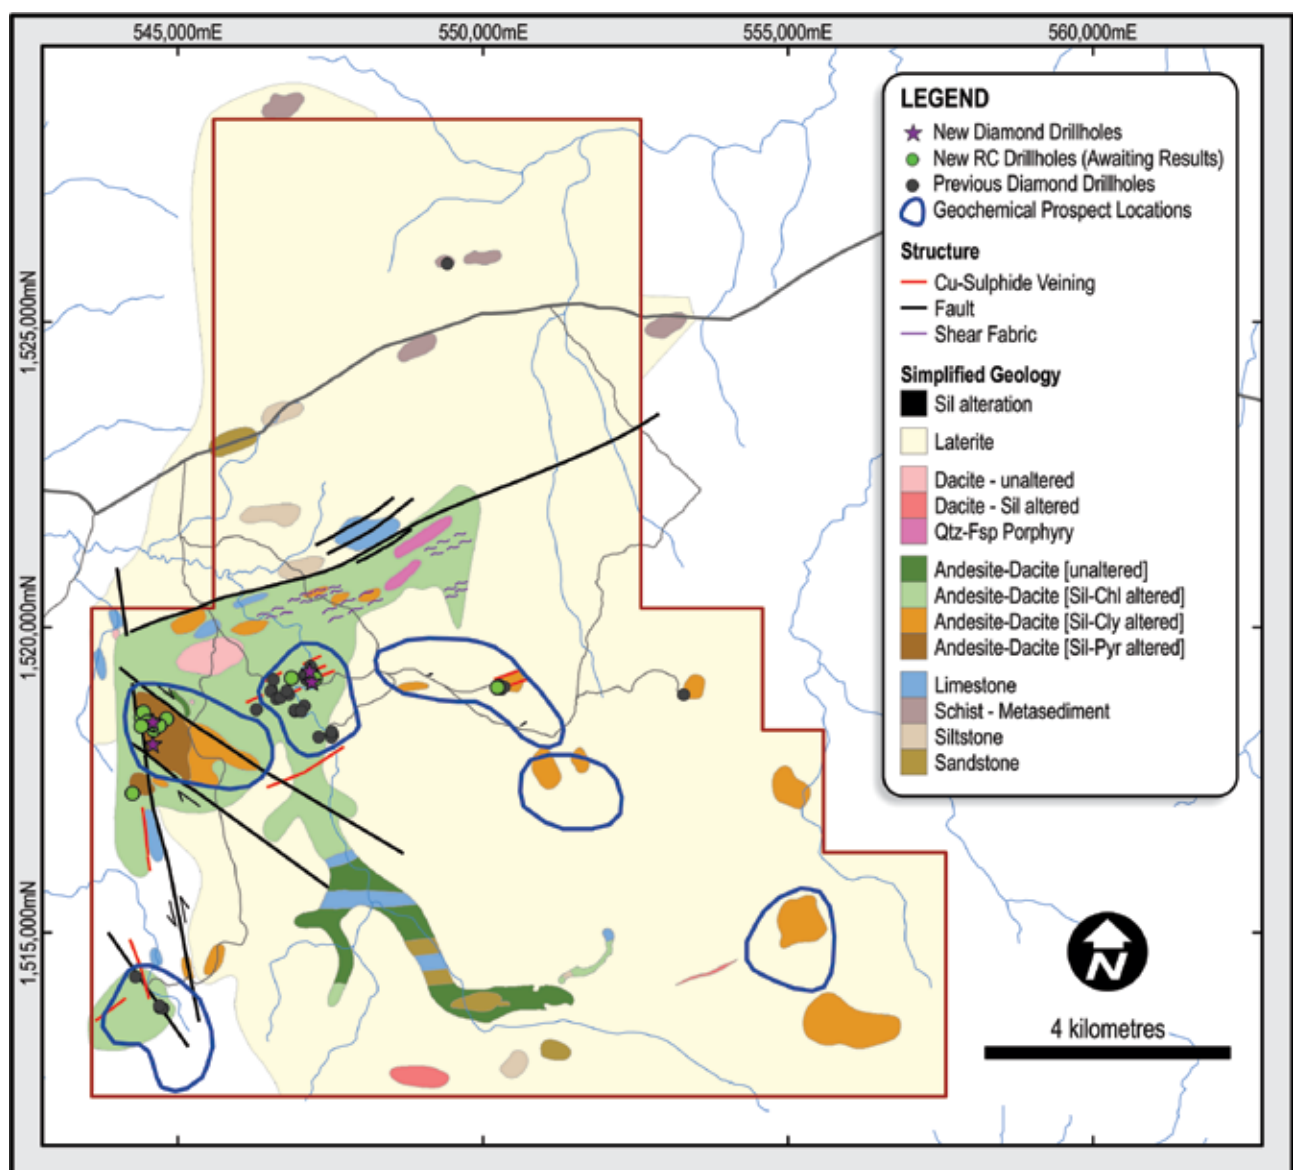 545,000mE
550,000mE
555,000mE
560,000mE
1,525,000mN
1,520,000mN
1,515,000mN
LEGEND
New Diamond Drillholes
New RC Drillholes (Awaiting Results)
Previous Diamond Drillholes
Geochemical Prospect Locations
Structure
Cu-Sulphide Veining
Fault
Shear Fabric
Simplified Geology
Sil alteration
Laterite
Dacite - unaltered
Dacite - Sil altered
Qtz-Fsp Porphyry
Andesite-Dacite [unaltered]
Andesite-Dacite [Sil-Chl altered]
Andesite-Dacite [Sil-Cly altered]
Andesite-Dacite [Sil-Pyr altered]
Limestone
Schist - Metasediment
Siltstone
Sandstone
N
4 kilometres